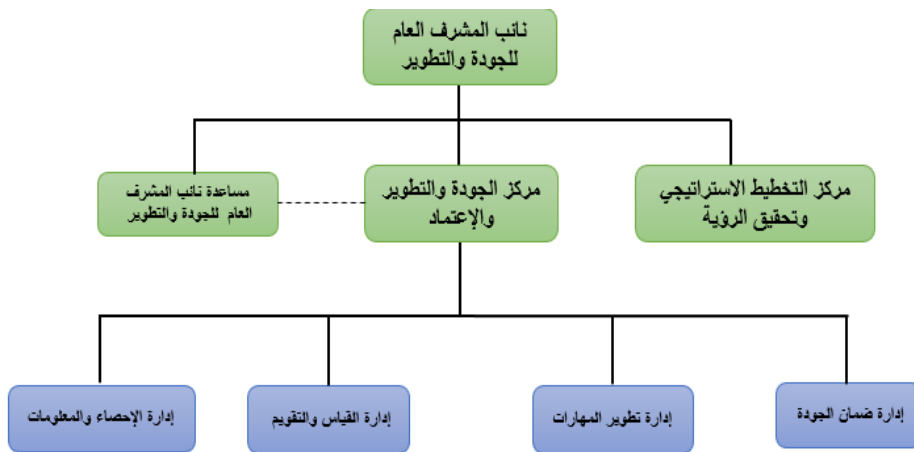 نائب المشرف العام
للجودة والتطوير
مركز التخطيط الاستراتيجي
وتحقيق الرؤية
مركز الجودة والتطوير
والإعتماد
مساعدة نائب المشرف
العام للجودة والتطوير
إدارة ضمان الجودة
إدارة تطوير المهارات
إدارة القياس والتقويم
إدارة الإحصاء والمعلومات